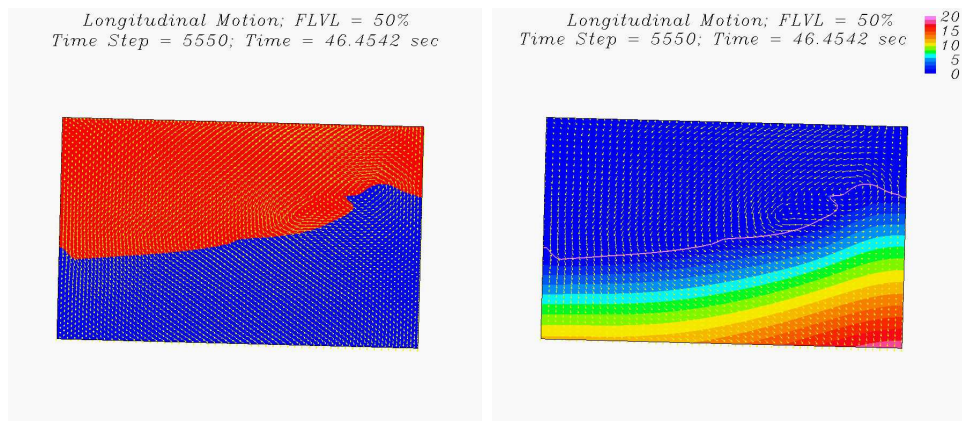 Longitudinal Motion; FLVL = 50%
Time Step = 5550; Time = 46.4542 sec
Longitudinal Motion; FLVL = 50%
Time Step = 5550; Time = 46.4542 sec
20
15
10
5
0